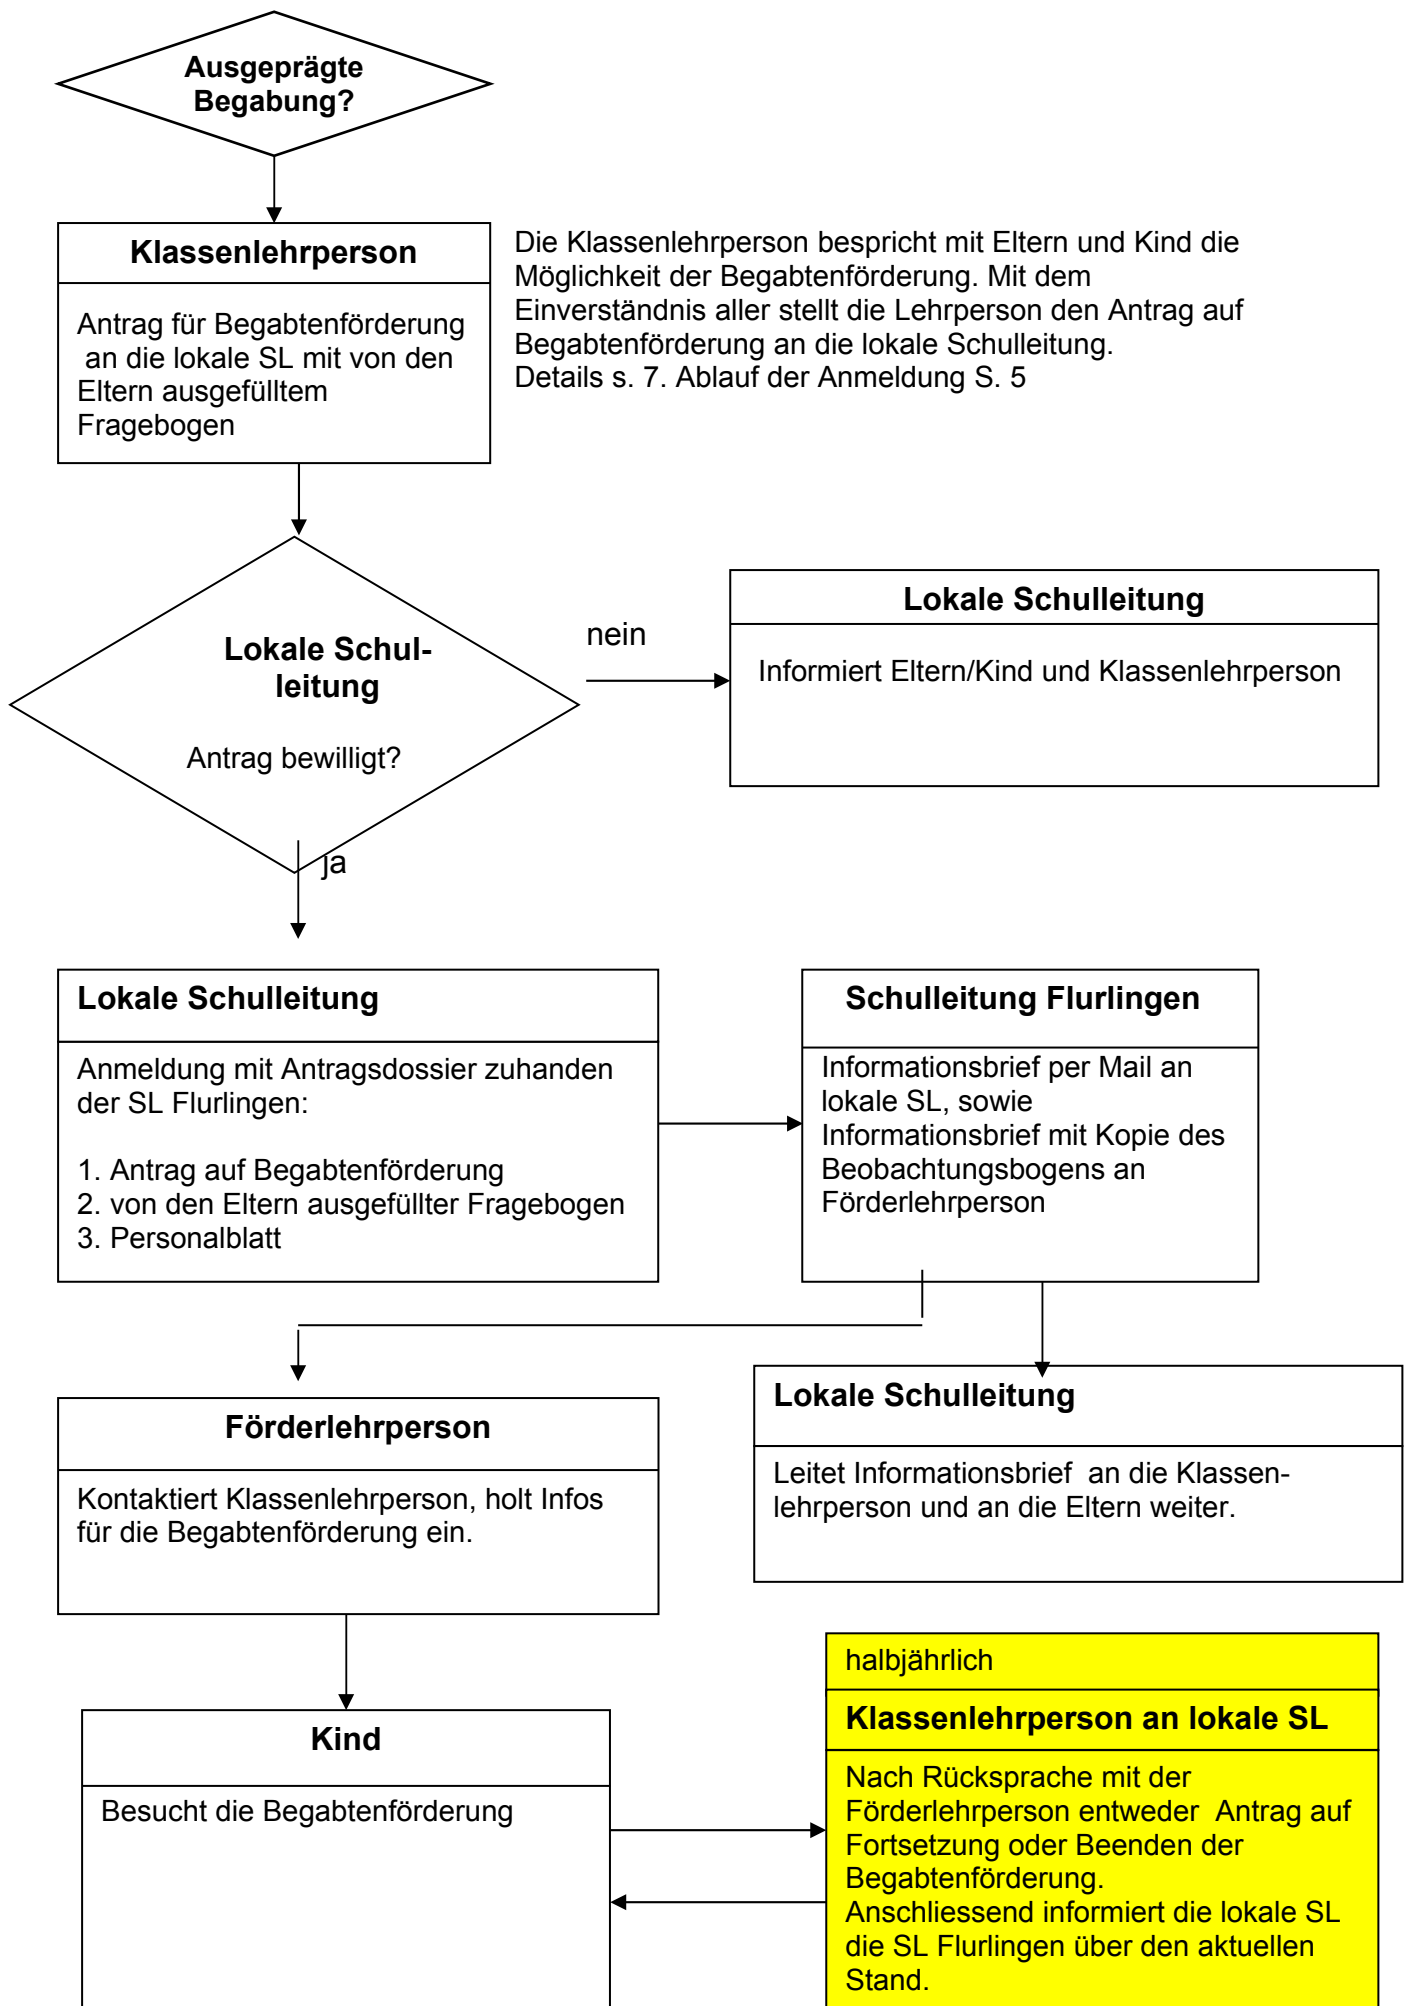 Ausgeprägte
Begabung?
Klassenlehrperson
Antrag für Begabtenförderung
an die lokale SL mit von den
Eltern ausgefülltem
Fragebogen
Die Klassenlehrperson bespricht mit Eltern und Kind die
Möglichkeit der Begabtenförderung. Mit dem
Einverständnis aller stellt die Lehrperson den Antrag auf
Begabtenförderung an die lokale Schulleitung.
Details s. 7. Ablauf der Anmeldung S. 5
Lokale Schul-
leitung
Antrag bewilligt?
nein
Lokale Schulleitung
Informiert Eltern/Kind und Klassenlehrperson
ja
Lokale Schulleitung
Anmeldung mit Antragsdossier zuhanden
der SL Flurlingen:
1. Antrag auf Begabtenförderung
2. von den Eltern ausgefüllter Fragebogen
3. Personalblatt
Schulleitung Flurlingen
Informationsbrief per Mail an
lokale SL, sowie
Informationsbrief mit Kopie des
Beobachtungsbogens an
Förderlehrperson
Förderlehrperson
Kontaktiert Klassenlehrperson, holt Infos
für die Begabtenförderung ein.
Lokale Schulleitung
Leitet Informationsbrief an die Klassen-
lehrperson und an die Eltern weiter.
Kind
Besucht die Begabtenförderung
halbjährlich
Klassenlehrperson an lokale SL
Nach Rücksprache mit der
Förderlehrperson entweder Antrag auf
Fortsetzung oder Beenden der
Begabtenförderung.
Anschliessend informiert die lokale SL
die SL Flurlingen über den aktuellen
Stand.